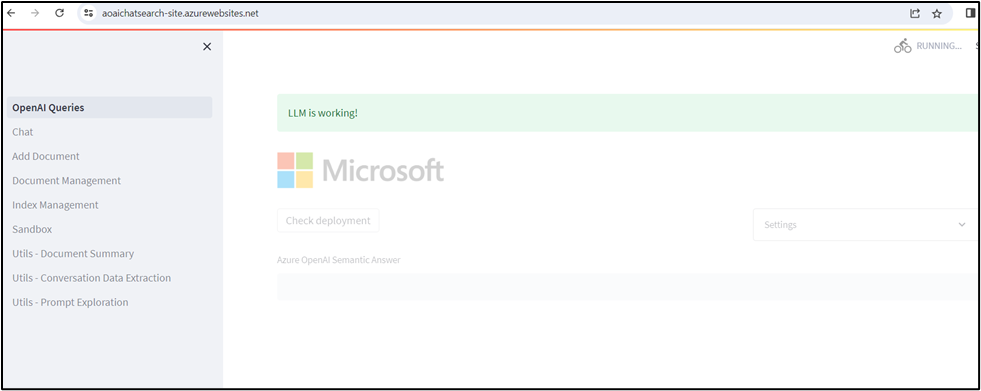 aoaichatsearch-site.azurewebsites.net
RUNNING...
OpenAI Queries
Chat
Add Document
Document Management
Index Management
Sandbox
Utils - Document Summary
Utils - Conversation Data Extraction
Utils - Prompt Exploration
LLM is working!
Microsoft
Check deployment
Settings
Azure OpenAI Semantic Answer